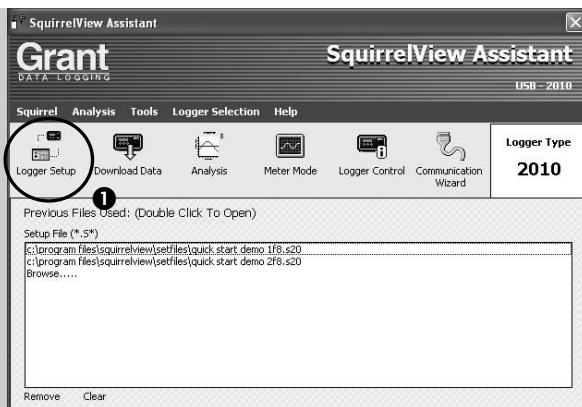 SquirrelView Assistant
Grant
DATA LOGGING
SquirrelView Assistant
USB - 2010
Squirrel Analysis Tools Logger Selection Help
Logger Setup Download Data Analysis Meter Mode Logger Control Communication Wizard
Logger Type
2010
1
Previous Files Used: (Double Click To Open)
Setup File (*.S*)
c:\program files\squirrelview\setfiles\quick start demo 1f8.s20
c:\program files\squirrelview\setfiles\quick start demo 2f8.s20
Browse.....
Remove Clear